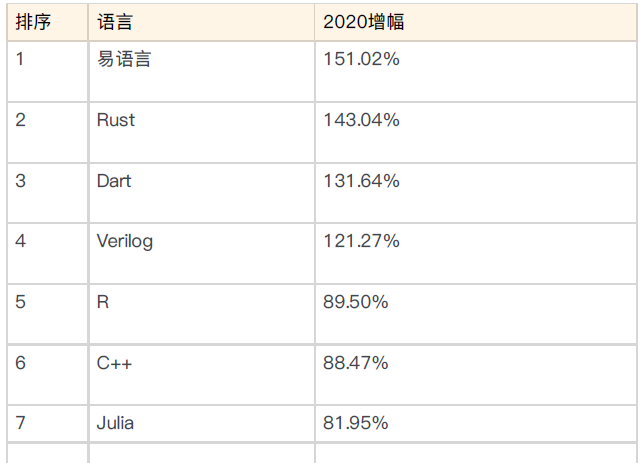 排序 语言 2020增幅
1 易语言 151.02%
2 Rust 143.04%
3 Dart 131.64%
4 Verilog 121.27%
5 R 89.50%
6 C++ 88.47%
7 Julia 81.95%